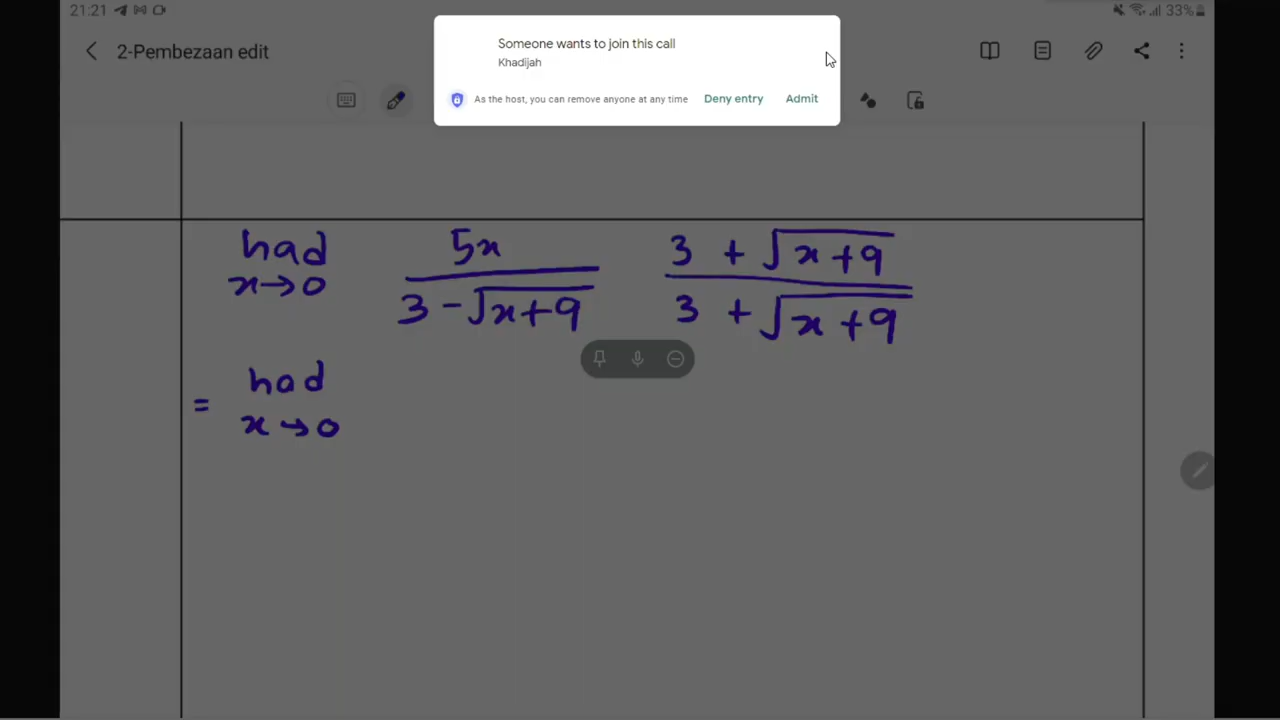 21:21 33%
Someone wants to join this call
Khadijah
2-Pembezaan edit
As the host, you can remove anyone at any time Deny entry Admit
had 5x 3 + √x+9
x→0 3 - √x+9 3 + √x+9
= had
x→0